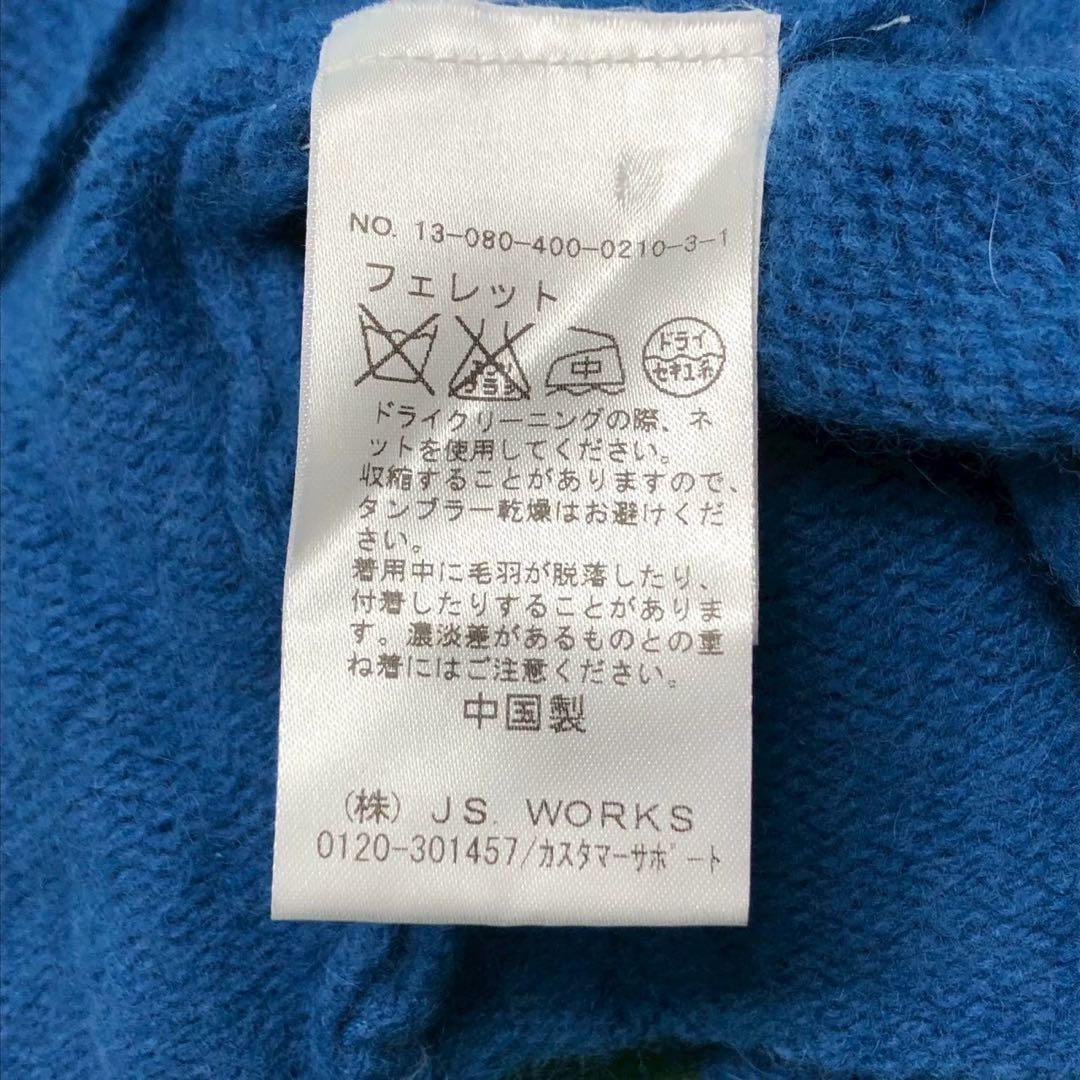 NO. 13-080-400-0210-3-1
フェレット
エンソ
サラシ
中
ドライ
セキユ系
ドライクリーニングの際、ネ
ットを使用してください。
収縮することがありますので、
タンブラー乾燥はお避けくだ
さい。
着用中に毛羽が脱落したり、
付着したりすることがありま
す。濃淡差があるものとの重
ね着にはご注意ください。
中国製
(株) JS. WORKS
0120-301457/カスタマーサポート